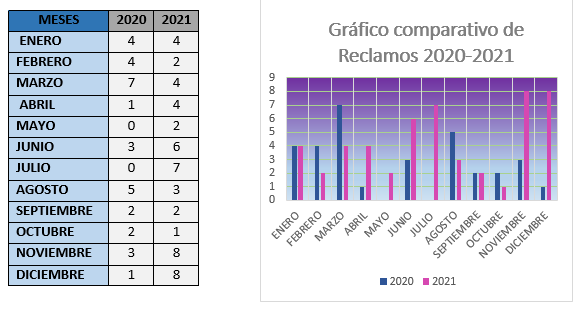 MESES 2020 2021
ENERO 4 4
FEBRERO 4 2
MARZO 7 4
ABRIL 1 4
MAYO 0 2
JUNIO 3 6
JULIO 0 7
AGOSTO 5 3
SEPTIEMBRE 2 2
OCTUBRE 2 1
NOVIEMBRE 3 8
DICIEMBRE 1 8
Gráfico comparativo de
Reclamos 2020-2021
9
8
7
6
5
4
3
2
1
0
ENERO
FEBRERO
MARZO
ABRIL
MAYO
JUNIO
JULIO
AGOSTO
SEPTIEMBRE
OCTUBRE
NOVIEMBRE
DICIEMBRE
2020 2021